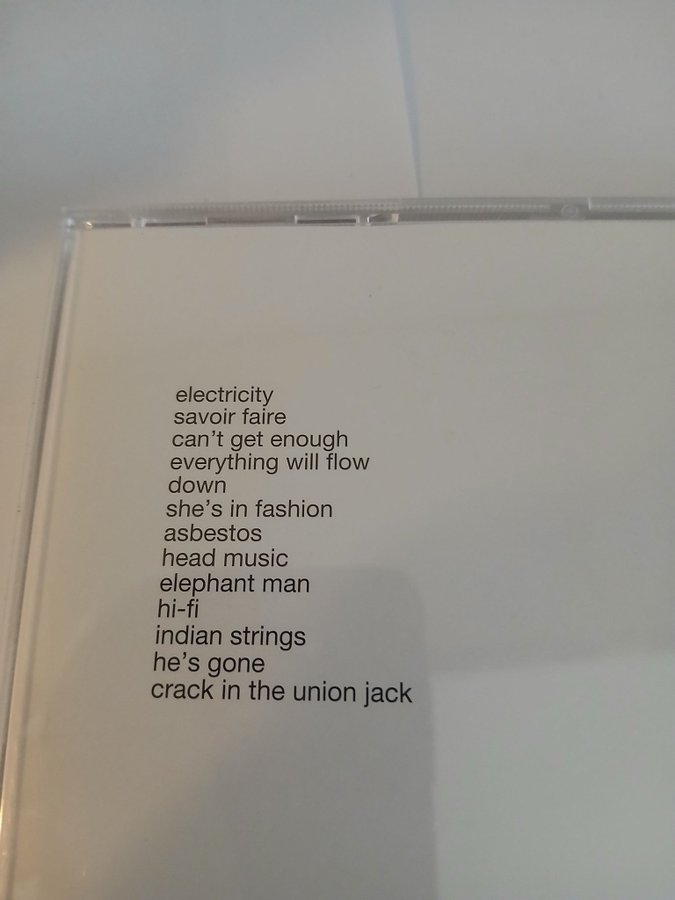 electricity
savoir faire
can't get enough
everything will flow
down
she's in fashion
asbestos
head music
elephant man
hi-fi
indian strings
he's gone
crack in the union jack